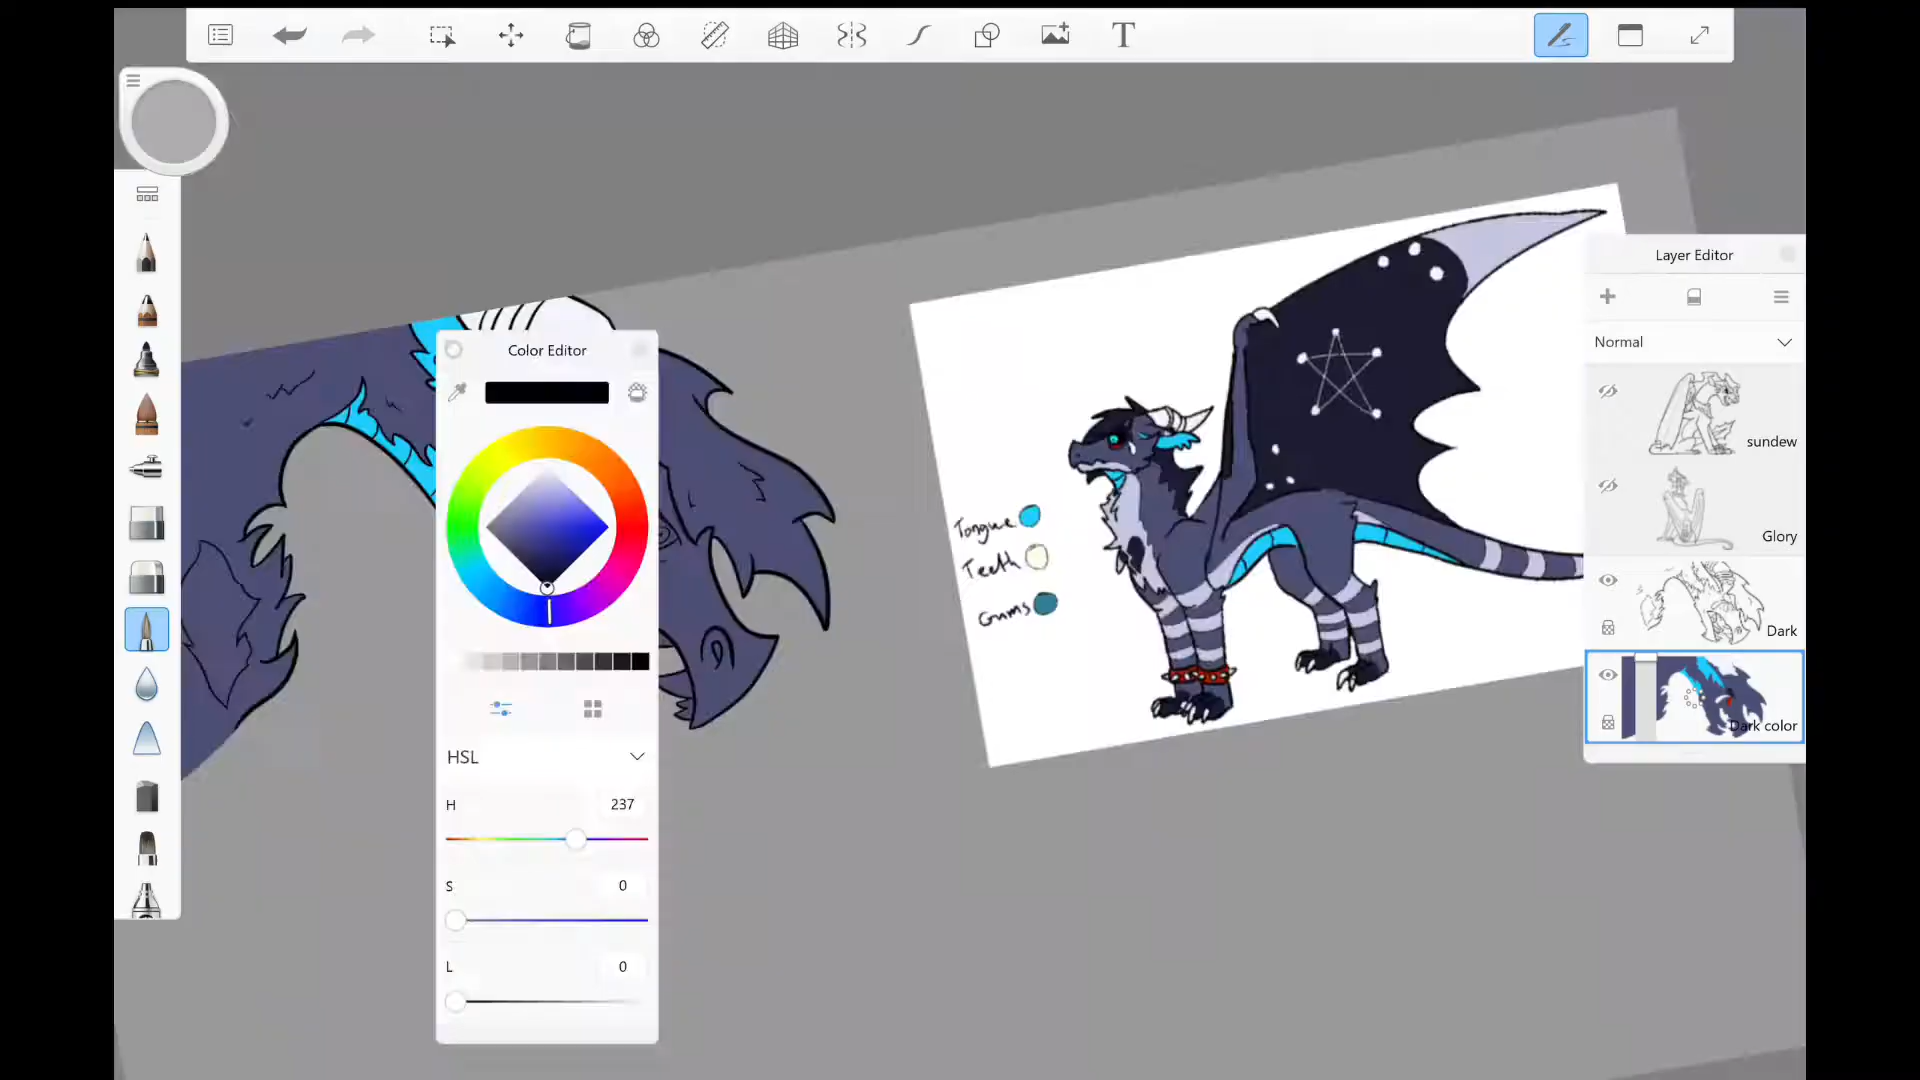 T
Layer Editor
Normal
sundew
Glory
Dark
Dark color
Color Editor
HSL
H 237
S 0
L 0
Tongue
Teeth
Gums